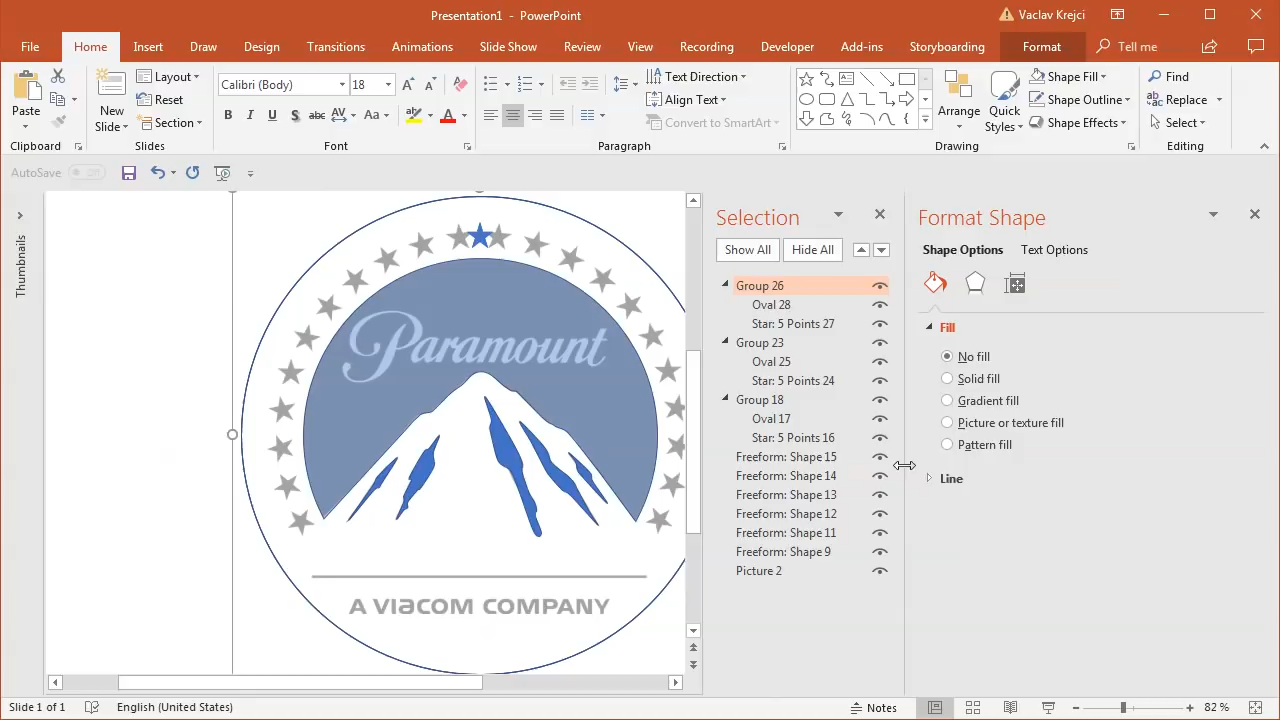 Presentation1 - PowerPoint
Vaclav Krejci
File Home Insert Draw Design Transitions Animations Slide Show Review View Recording Developer Add-ins Storyboarding Format Tell me
Paste
New Slide
Layout
Reset
Section
Calibri (Body) 18
B I U S abc AV Aa
A A
Text Direction
Align Text
Convert to SmartArt
Arrange
Quick Styles
Shape Fill
Shape Outline
Shape Effects
Find
Replace
Select
Clipboard Slides Font Paragraph Drawing Editing
AutoSave Off
Thumbnails
Paramount
A VIACOM COMPANY
Selection
Show All Hide All
Group 26
Oval 28
Star: 5 Points 27
Group 23
Oval 25
Star: 5 Points 24
Group 18
Oval 17
Star: 5 Points 16
Freeform: Shape 15
Freeform: Shape 14
Freeform: Shape 13
Freeform: Shape 12
Freeform: Shape 11
Freeform: Shape 9
Picture 2
Format Shape
Shape Options Text Options
Fill
No fill
Solid fill
Gradient fill
Picture or texture fill
Pattern fill
Line
Slide 1 of 1 English (United States) Notes 82 %